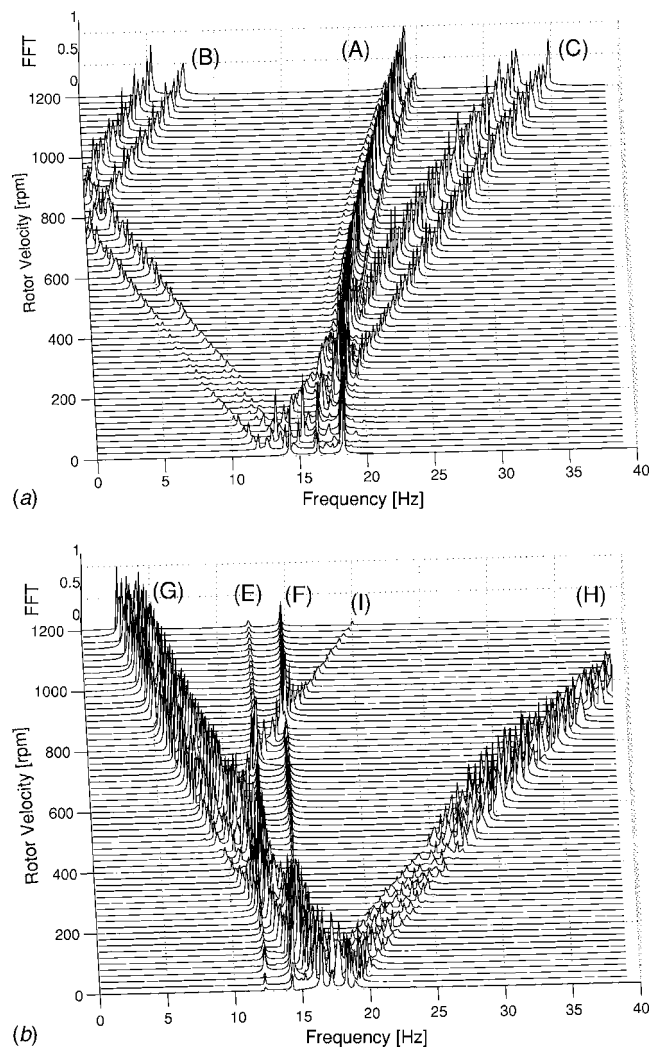 1
0.5
0
FFT
(B)
(A)
(C)
1200
1000
800
600
400
200
0
Rotor Velocity [rpm]
0 5 10 15 20 25 30 35 40
Frequency [Hz]
(a)
1
0.5
0
FFT
(G)
(E)
(F)
(I)
(H)
1200
1000
800
600
400
200
0
Rotor Velocity [rpm]
0 5 10 15 20 25 30 35 40
Frequency [Hz]
(b)